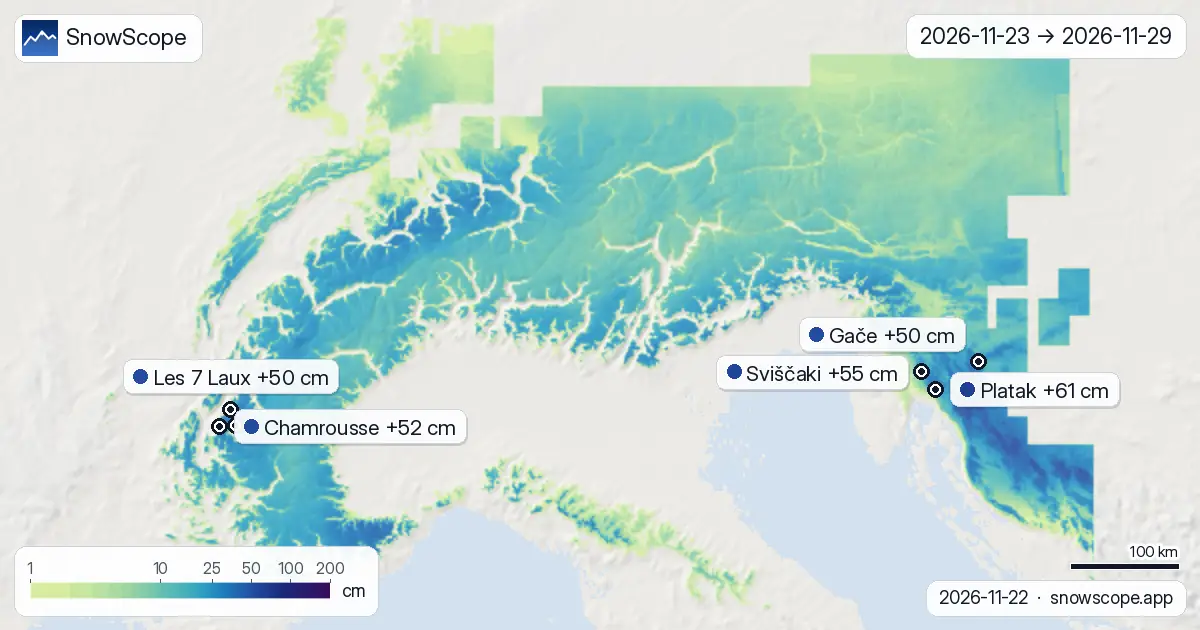 SnowScope
2026-11-23 → 2026-11-29
Gače +50 cm
Sviščaki +55 cm
Platak +61 cm
Les 7 Laux +50 cm
Chamrousse +52 cm
1 10 25 50 100 200
cm
100 km
2026-11-22 · snowscope.app